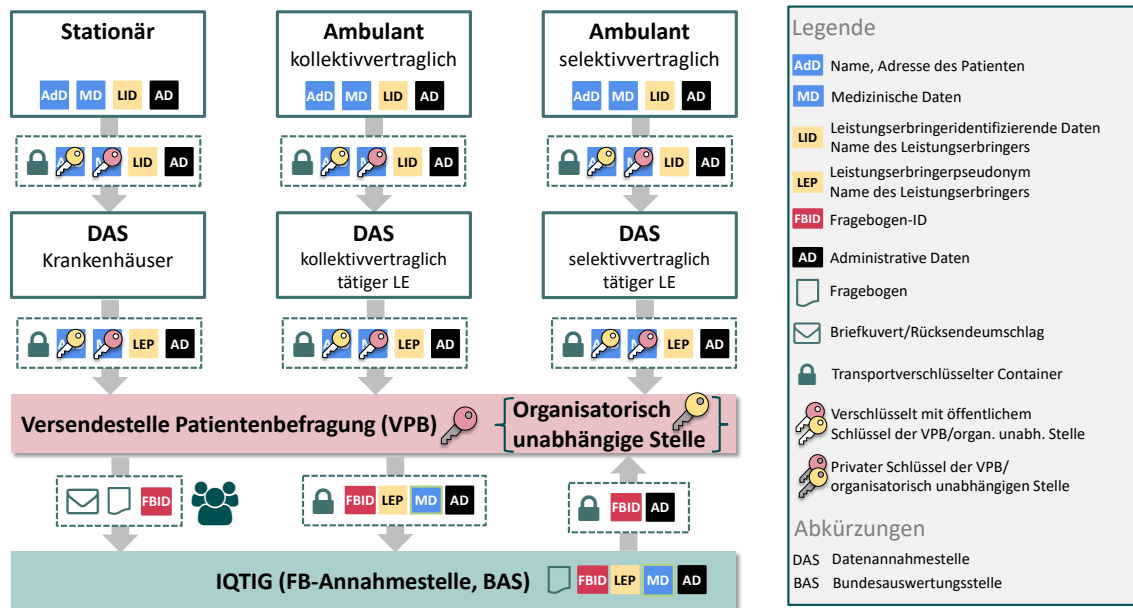 Stationär
AdD MD LID AD
LID AD
DAS
Krankenhäuser
LEP AD
Ambulant
kollektivvertraglich
AdD MD LID AD
LID AD
DAS
kollektivvertraglich
tätiger LE
LEP AD
Ambulant
selektivvertraglich
AdD MD LID AD
LID AD
DAS
selektivvertraglich
tätiger LE
LEP AD
Versendestelle Patientenbefragung (VPB)
Organisatorisch
unabhängige Stelle
FBID
FBID LEP MD AD
FBID AD
IQTIG (FB-Annahmestelle, BAS) FBID LEP MD AD
Legende
AdD Name, Adresse des Patienten
MD Medizinische Daten
LID Leistungserbringeridentifizierende Daten
Name des Leistungserbringers
LEP Leistungserbringerpseudonym
Name des Leistungserbringers
FBID Fragebogen-ID
AD Administrative Daten
Fragebogen
Briefkuvert/Rücksendeumschlag
Transportverschlüsselter Container
Verschlüsselt mit öffentlichem
Schlüssel der VPB/organ. unabh. Stelle
Privater Schlüssel der VPB/
organisatorisch unabhängigen Stelle
Abkürzungen
DAS Datenannahmestelle
BAS Bundesauswertungsstelle